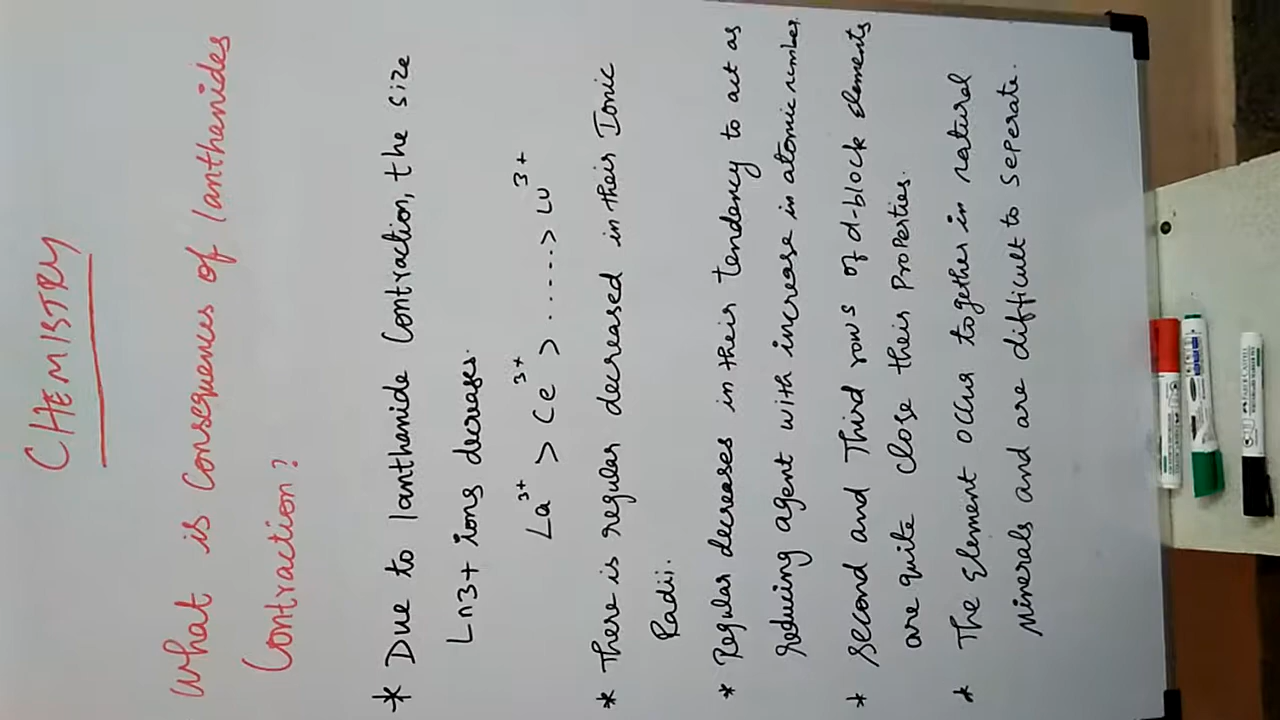 CHEMISTRY
What is Consequences of lanthanides
Contraction?
* Due to lanthanide Contraction, the size
Ln3+ ions decreases.
La³⁺ > Ce³⁺ > ......> Lu³⁺
* There is regular decreased in their Ionic
Radii.
* Regular decreases in their tendency to act as
reducing agent with increase in atomic number.
* Second and Third rows of d-block elements
are quite close their properties.
* The Element occur together in natural
Minerals and are difficult to seperate.